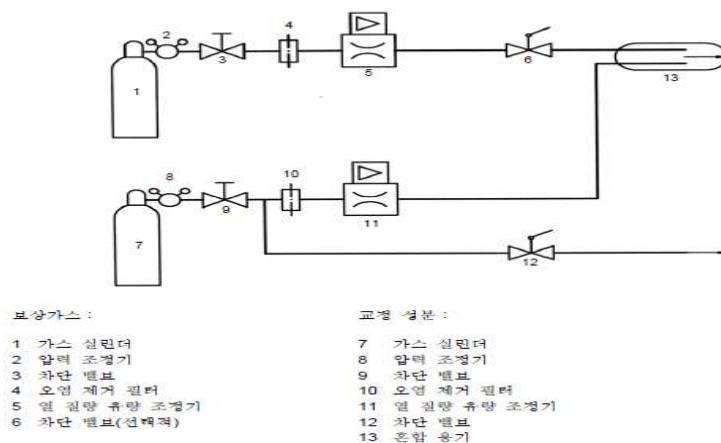 2
4
1
3
5
6
13
8
10
7
9
11
12
보상가스 :
1 가스 실린더
2 압력 조정기
3 차단 밸브
4 오염 제거 필터
5 열 질량 유량 조정기
6 차단 밸브(선택적)
교정 성분 :
7 가스 실린더
8 압력 조정기
9 차단 밸브
10 오염 제거 필터
11 열 질량 유량 조정기
12 차단 밸브
13 혼합 용기